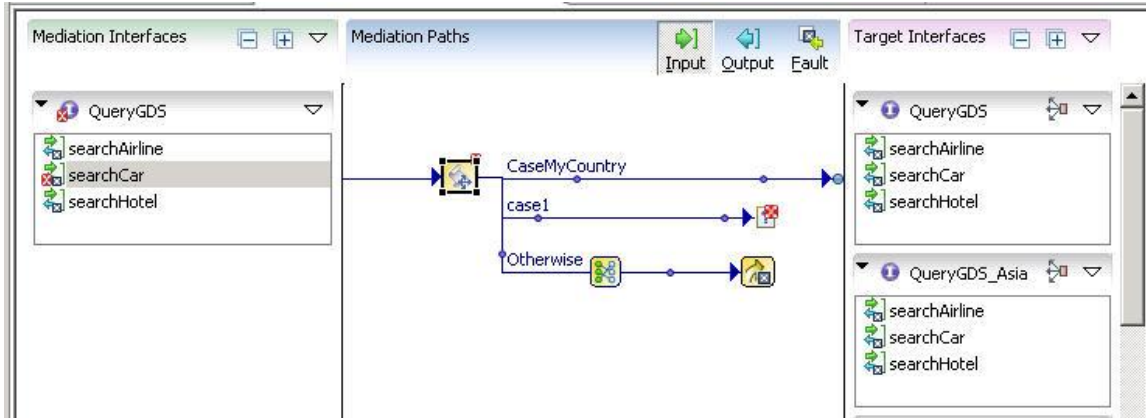 Mediation Interfaces
Mediation Paths
Input Output Fault
Target Interfaces
QueryGDS
searchAirline
searchCar
searchHotel
CaseMyCountry
case1
Otherwise
QueryGDS
searchAirline
searchCar
searchHotel
QueryGDS_Asia
searchAirline
searchCar
searchHotel